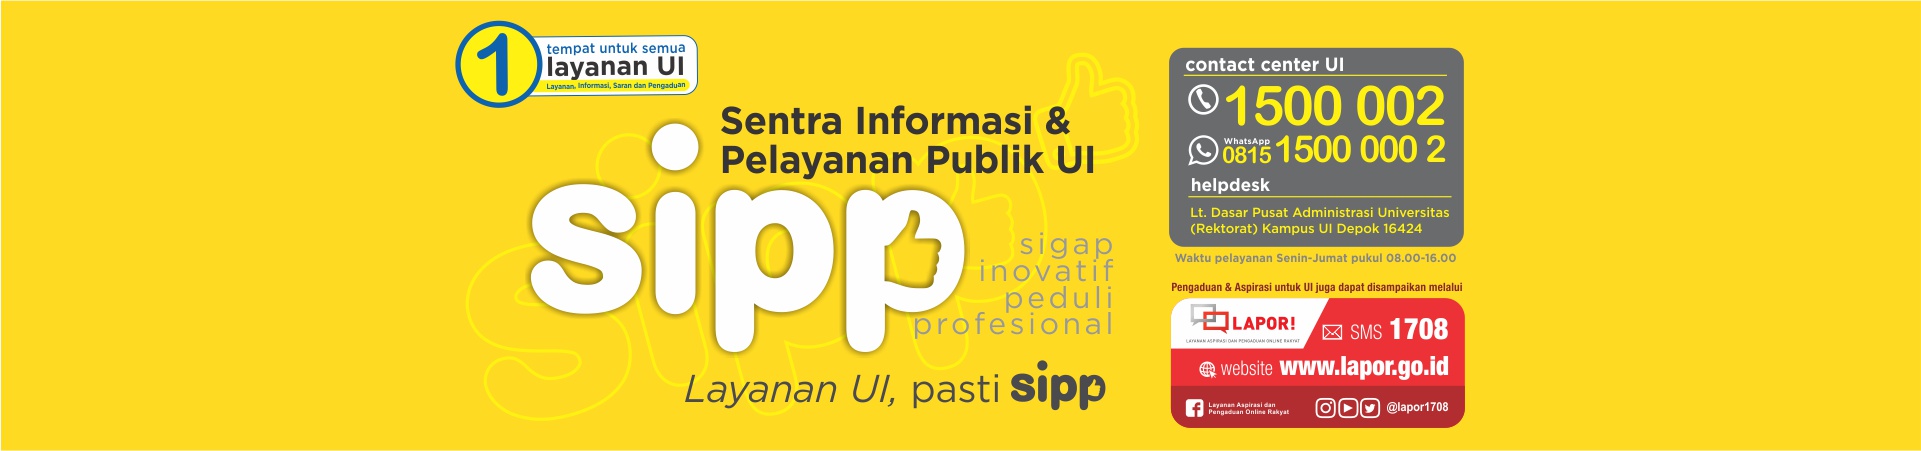 1 tempat untuk semua
layanan UI
Layanan, Informasi, Saran dan Pengaduan
Sentra Informasi &
Pelayanan Publik UI
sipp
sigap
inovatif
peduli
profesional
Layanan UI, pasti sipp
contact center UI
1500 002
WhatsApp
0815 1500 000 2
helpdesk
Lt. Dasar Pusat Administrasi Universitas
(Rektorat) Kampus UI Depok 16424
Waktu pelayanan Senin-Jumat pukul 08.00-16.00
Pengaduan & Aspirasi untuk UI juga dapat disampaikan melalui
LAPOR!
LAYANAN ASPIRASI DAN PENGADUAN ONLINE RAKYAT
SMS 1708
website www.lapor.go.id
Layanan Aspirasi dan
Pengaduan Online Rakyat
@lapor1708